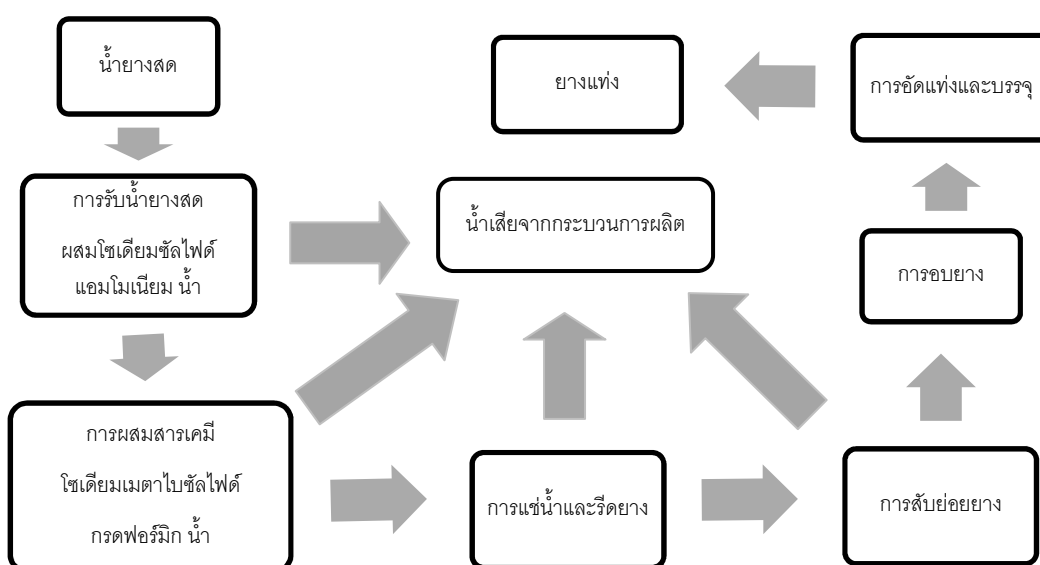 น้ำยางสด
การรับน้ำยางสด
ผสมโซเดียมซัลไฟด์
แอมโมเนียม น้ำ
การผสมสารเคมี
โซเดียมเมตาไบซัลไฟด์
กรดฟอร์มิก น้ำ
น้ำเสียจากกระบวนการผลิต
การแช่น้ำและรีดยาง
การสับย่อยยาง
การอบยาง
การอัดแท่งและบรรจุ
ยางแท่ง